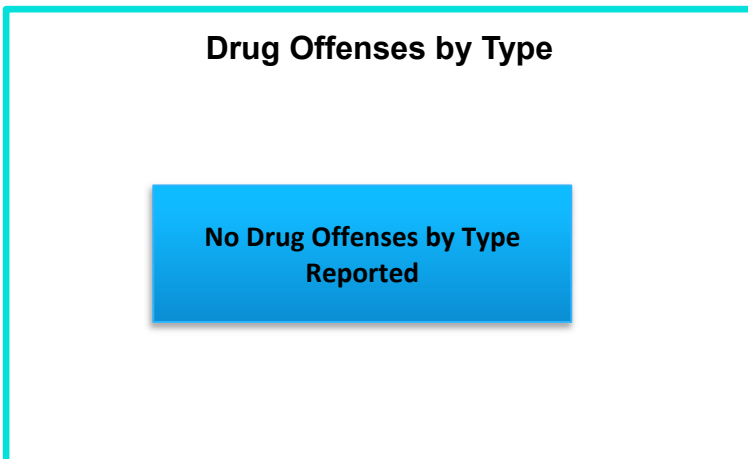 Drug Offenses by Type
No Drug Offenses by Type
Reported